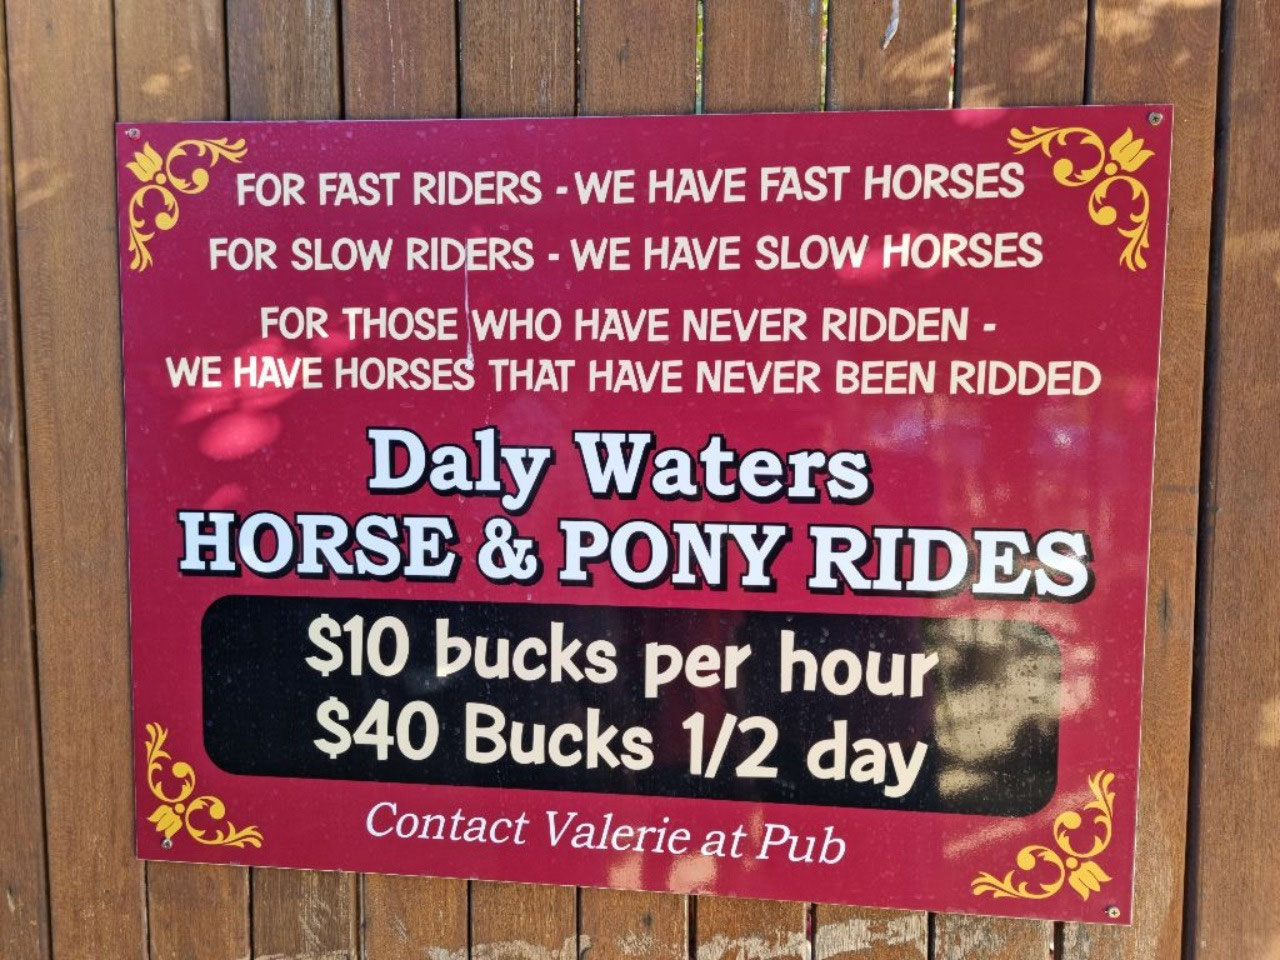 FOR FAST RIDERS - WE HAVE FAST HORSES
FOR SLOW RIDERS - WE HAVE SLOW HORSES
FOR THOSE WHO HAVE NEVER RIDDEN -
WE HAVE HORSES THAT HAVE NEVER BEEN RIDDED
Daly Waters
HORSE & PONY RIDES
$10 bucks per hour
$40 Bucks 1/2 day
Contact Valerie at Pub